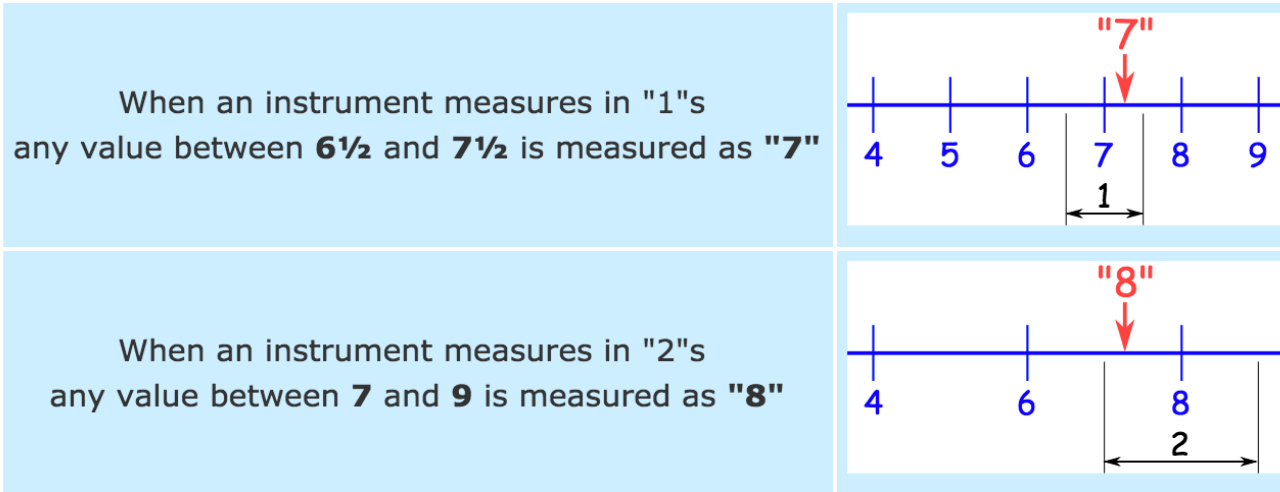 When an instrument measures in "1"s
any value between 6½ and 7½ is measured as "7"
"7"
4 5 6 7 8 9
1
When an instrument measures in "2"s
any value between 7 and 9 is measured as "8"
"8"
4 6 8
2